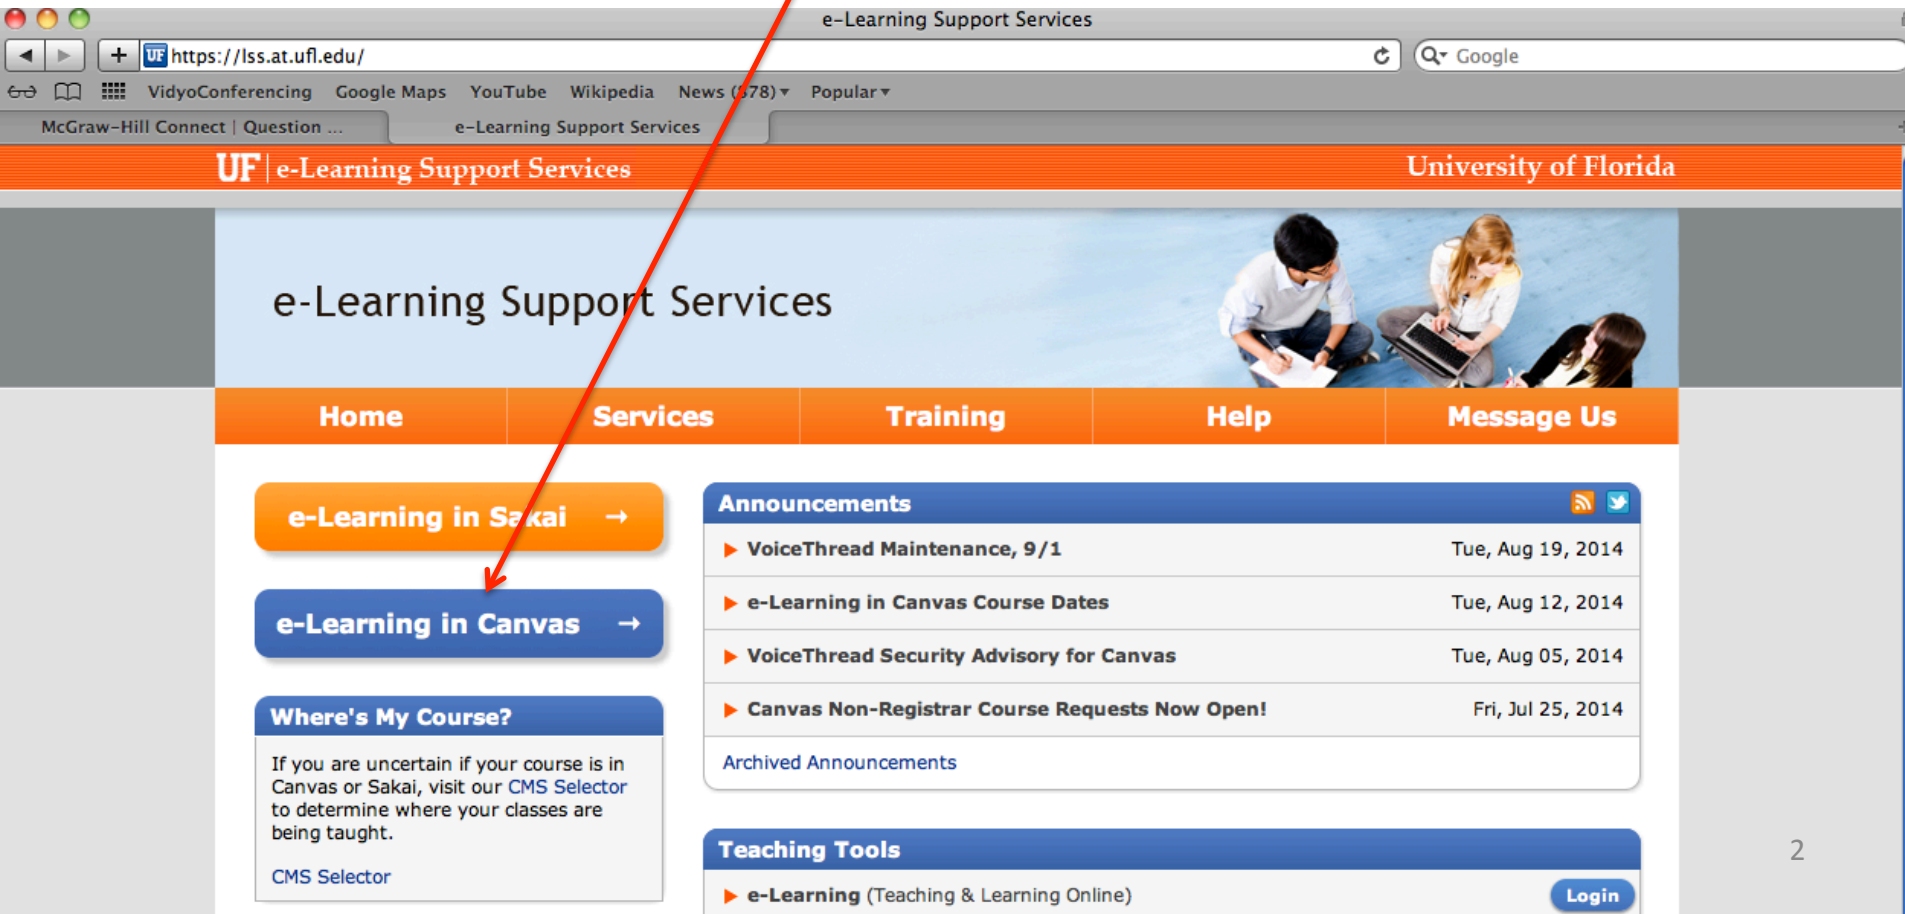 e-Learning Support Services
UF https://lss.at.ufl.edu/
Google
VidyoConferencing Google Maps YouTube Wikipedia News (878) Popular
McGraw-Hill Connect | Question ...
e-Learning Support Services
UF e-Learning Support Services
University of Florida
e-Learning Support Services
Home Services Training Help Message Us
e-Learning in Sakai →
e-Learning in Canvas →
Where's My Course?
If you are uncertain if your course is in
Canvas or Sakai, visit our CMS Selector
to determine where your classes are
being taught.
CMS Selector
Announcements
VoiceThread Maintenance, 9/1 Tue, Aug 19, 2014
e-Learning in Canvas Course Dates Tue, Aug 12, 2014
VoiceThread Security Advisory for Canvas Tue, Aug 05, 2014
Canvas Non-Registrar Course Requests Now Open! Fri, Jul 25, 2014
Archived Announcements
Teaching Tools
e-Learning (Teaching & Learning Online) Login
2